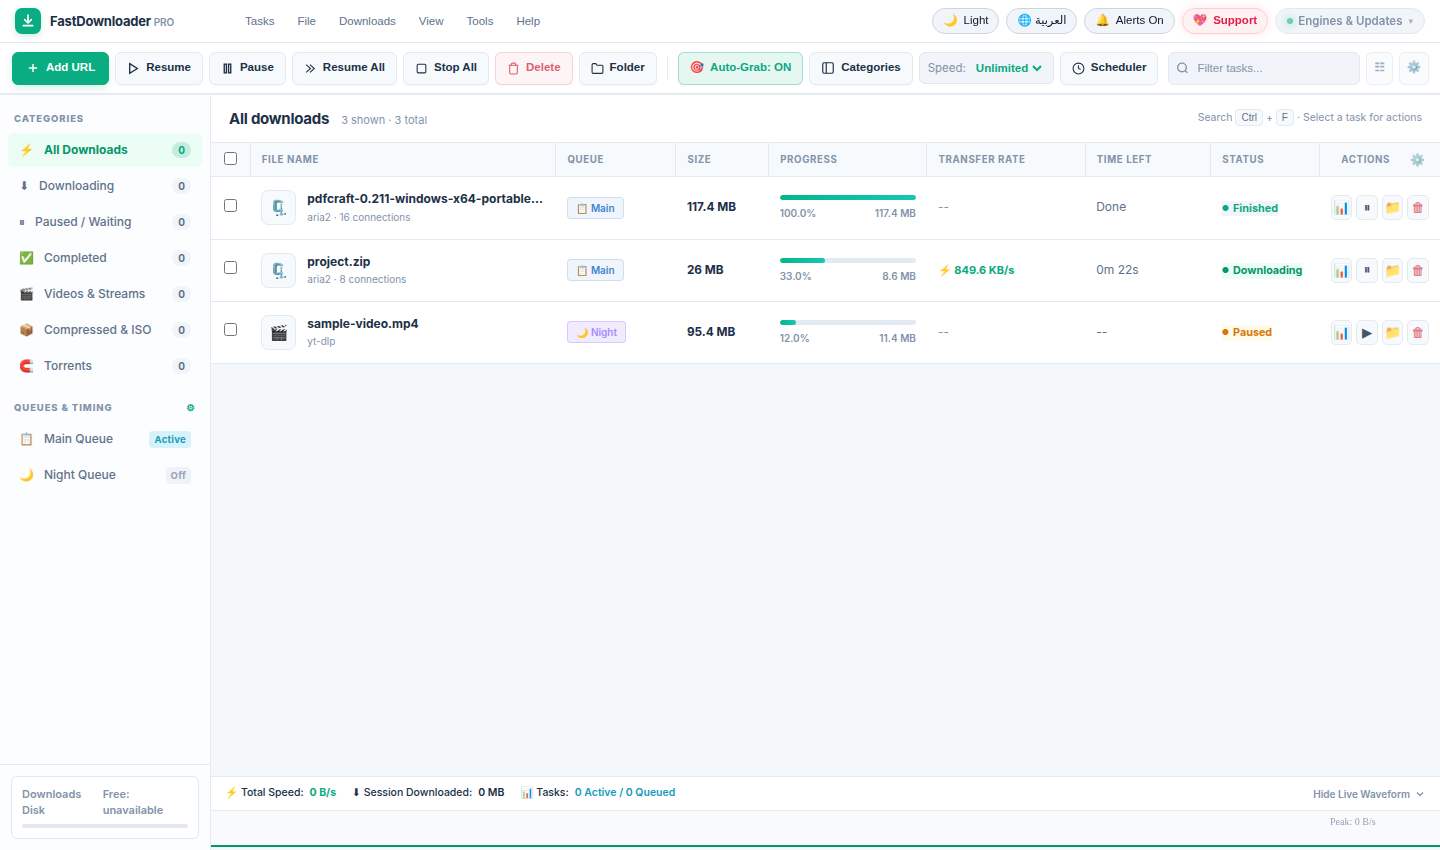 FastDownloader PRO Tasks File Downloads View Tools Help Light العربية Alerts On Support Engines & Updates
Add URL Resume Pause Resume All Stop All Delete Folder Auto-Grab: ON Categories Speed: Unlimited Scheduler Filter tasks...
CATEGORIES
All Downloads 0
Downloading 0
Paused / Waiting 0
Completed 0
Videos & Streams 0
Compressed & ISO 0
Torrents 0
QUEUES & TIMING
Main Queue Active
Night Queue Off
Downloads Disk Free: unavailable
All downloads 3 shown · 3 total Search Ctrl + F · Select a task for actions
FILE NAME QUEUE SIZE PROGRESS TRANSFER RATE TIME LEFT STATUS ACTIONS
pdfcraft-0.211-windows-x64-portable... Main 117.4 MB 100.0% 117.4 MB -- Done Finished
aria2 · 16 connections
project.zip Main 26 MB 33.0% 8.6 MB 849.6 KB/s 0m 22s Downloading
aria2 · 8 connections
sample-video.mp4 Night 95.4 MB 12.0% 11.4 MB -- -- Paused
yt-dlp
Total Speed: 0 B/s Session Downloaded: 0 MB Tasks: 0 Active / 0 Queued Hide Live Waveform
Peak: 0 B/s